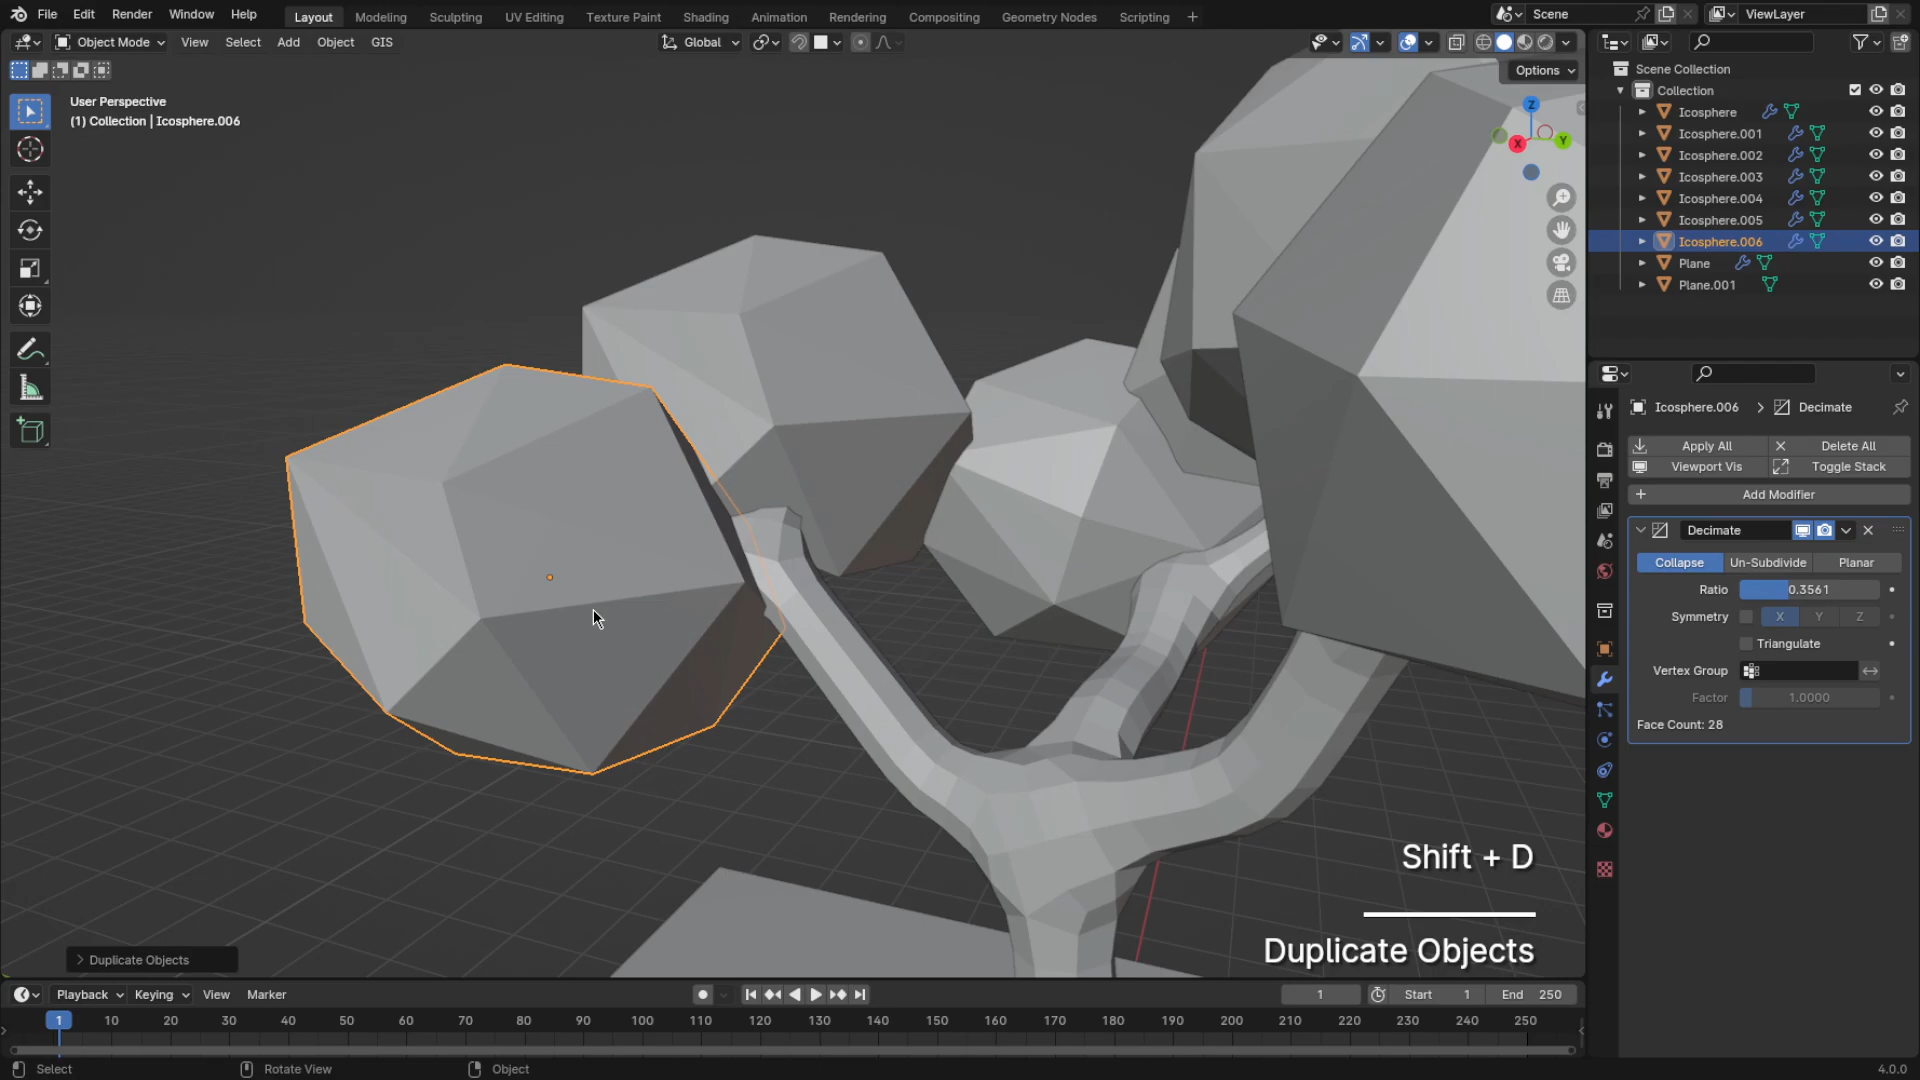 File Edit Render Window Help Layout Modeling Sculpting UV Editing Texture Paint Shading Animation Rendering Compositing Geometry Nodes Scripting + Scene ViewLayer
Object Mode View Select Add Object GIS Global
Options
User Perspective
(1) Collection | Icosphere.006
Z
X
Y
Scene Collection
Collection
Icosphere
Icosphere.001
Icosphere.002
Icosphere.003
Icosphere.004
Icosphere.005
Icosphere.006
Plane
Plane.001
Icosphere.006 > Decimate
Apply All Delete All
Viewport Vis Toggle Stack
+ Add Modifier
Decimate
Collapse Un-Subdivide Planar
Ratio 0.3561
Symmetry X Y Z
Triangulate
Vertex Group
Factor 1.0000
Face Count: 28
Shift + D
Duplicate Objects
> Duplicate Objects
Playback Keying View Marker 1 Start 1 End 250
1 10 20 30 40 50 60 70 80 90 100 110 120 130 140 150 160 170 180 190 200 210 220 230 240 250
Select Rotate View Object 4.0.0